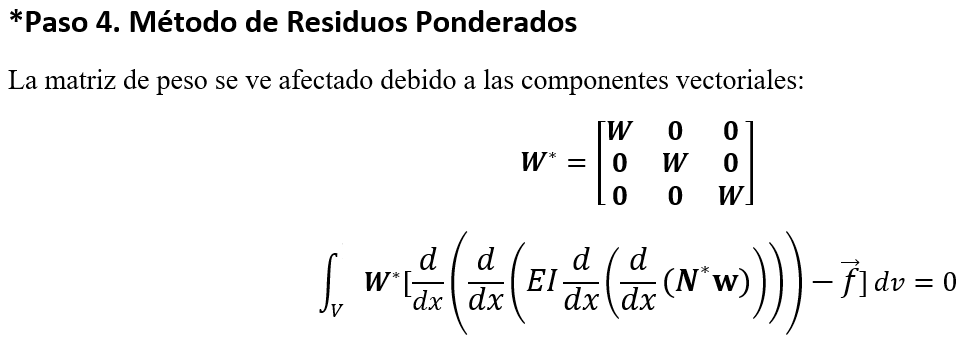 *Paso 4. Método de Residuos Ponderados
La matriz de peso se ve afectado debido a las componentes vectoriales:
W* = [W 0 0
0 W 0
0 0 W]
∫_V W*[d/dx (d/dx (EI d/dx (d/dx (N*w)))) − f⃗] dv = 0